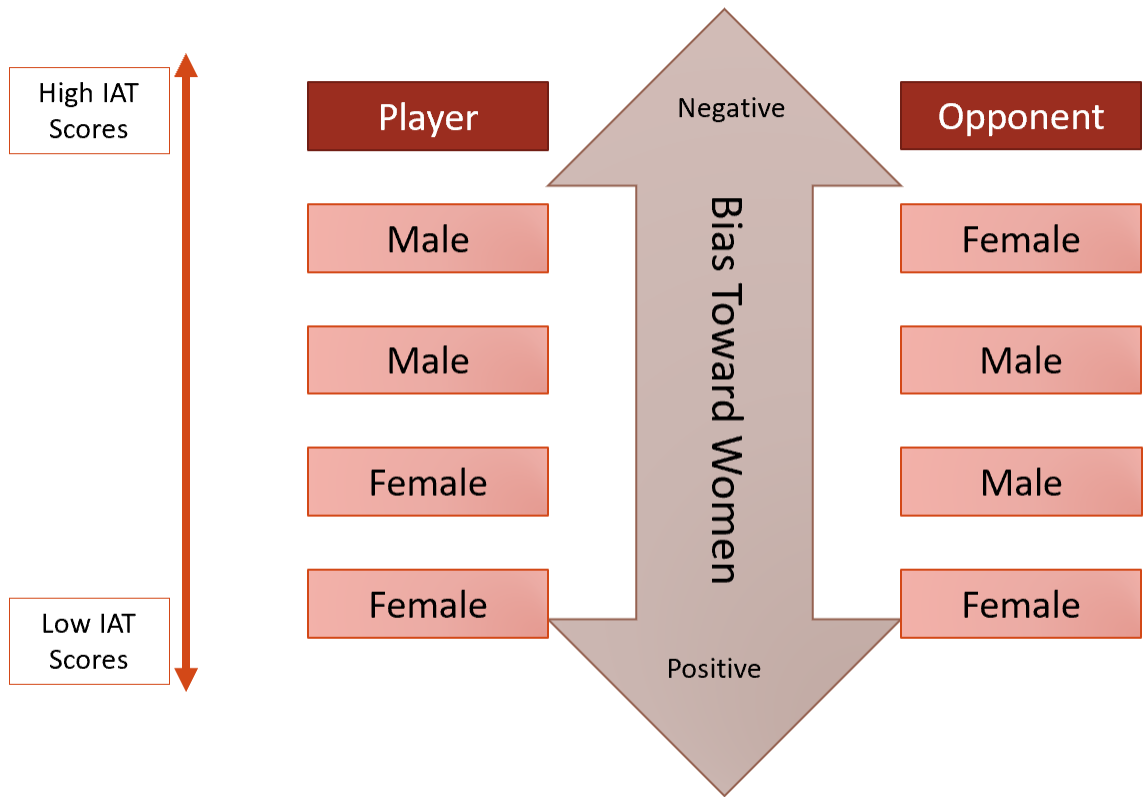 High IAT
Scores
Player
Negative
Opponent
Male
Female
Male
Male
Bias Toward Women
Female
Male
Female
Female
Low IAT
Scores
Positive